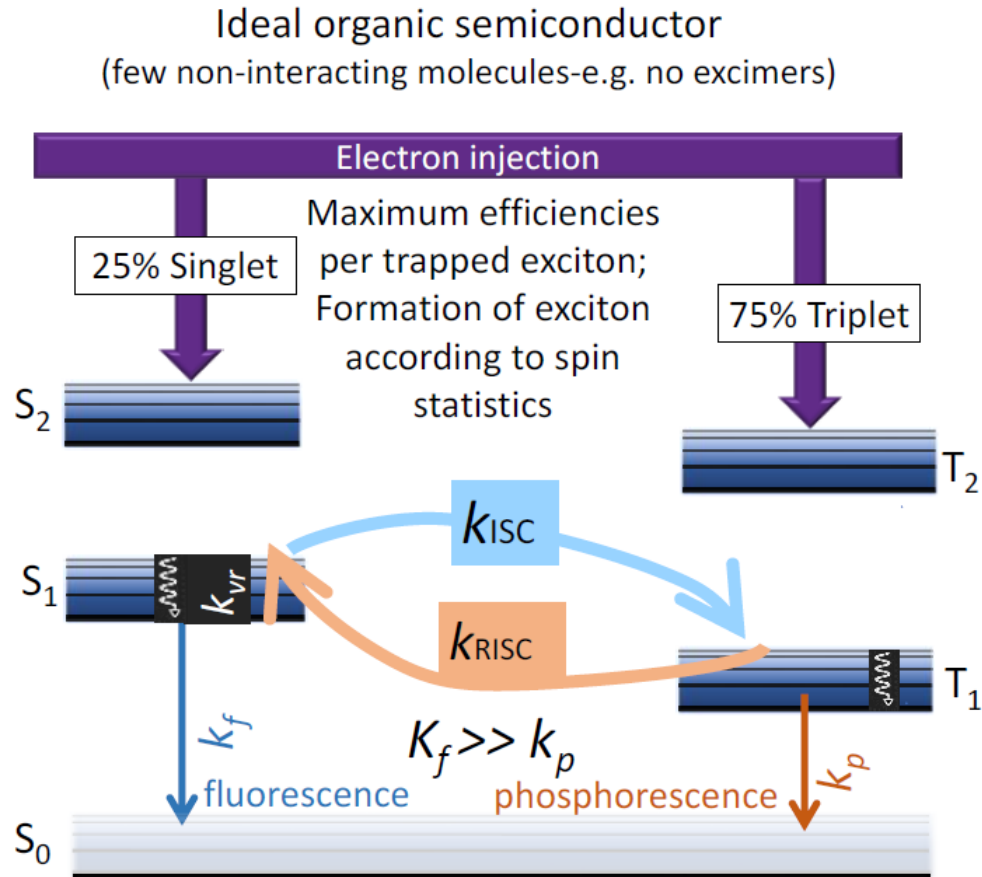 Ideal organic semiconductor
(few non-interacting molecules-e.g. no excimers)
Electron injection
Maximum efficiencies
per trapped exciton;
Formation of exciton
according to spin
statistics
25% Singlet
75% Triplet
S₂
T₂
kISC
S₁
kvr
kRISC
T₁
kf
Kf >> kp
kp
fluorescence
phosphorescence
S₀